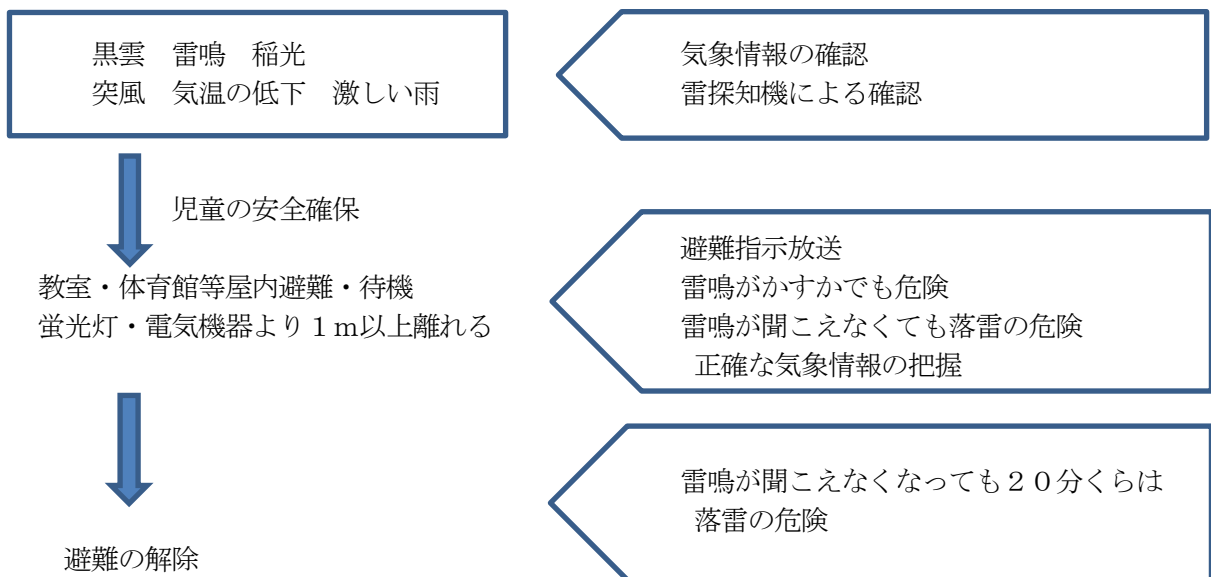 黒雲　雷鳴　稲光
突風　気温の低下　激しい雨
気象情報の確認
雷探知機による確認
児童の安全確保
教室・体育館等屋内避難・待機
蛍光灯・電気機器より１ｍ以上離れる
避難指示放送
雷鳴がかすかでも危険
雷鳴が聞こえなくても落雷の危険
正確な気象情報の把握
雷鳴が聞こえなくなっても２０分くらは
落雷の危険
避難の解除